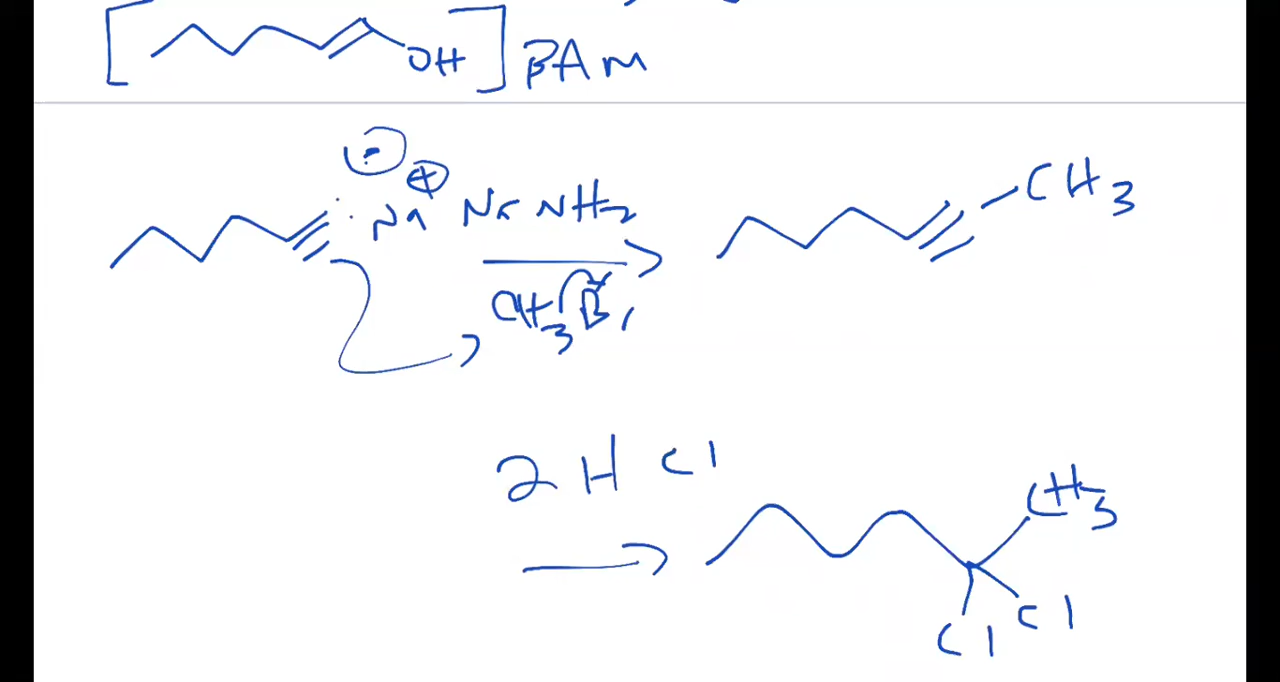 OH BAM
Na NaNH2 CH3
CH3Br
2 HCl
CH3
Cl Cl